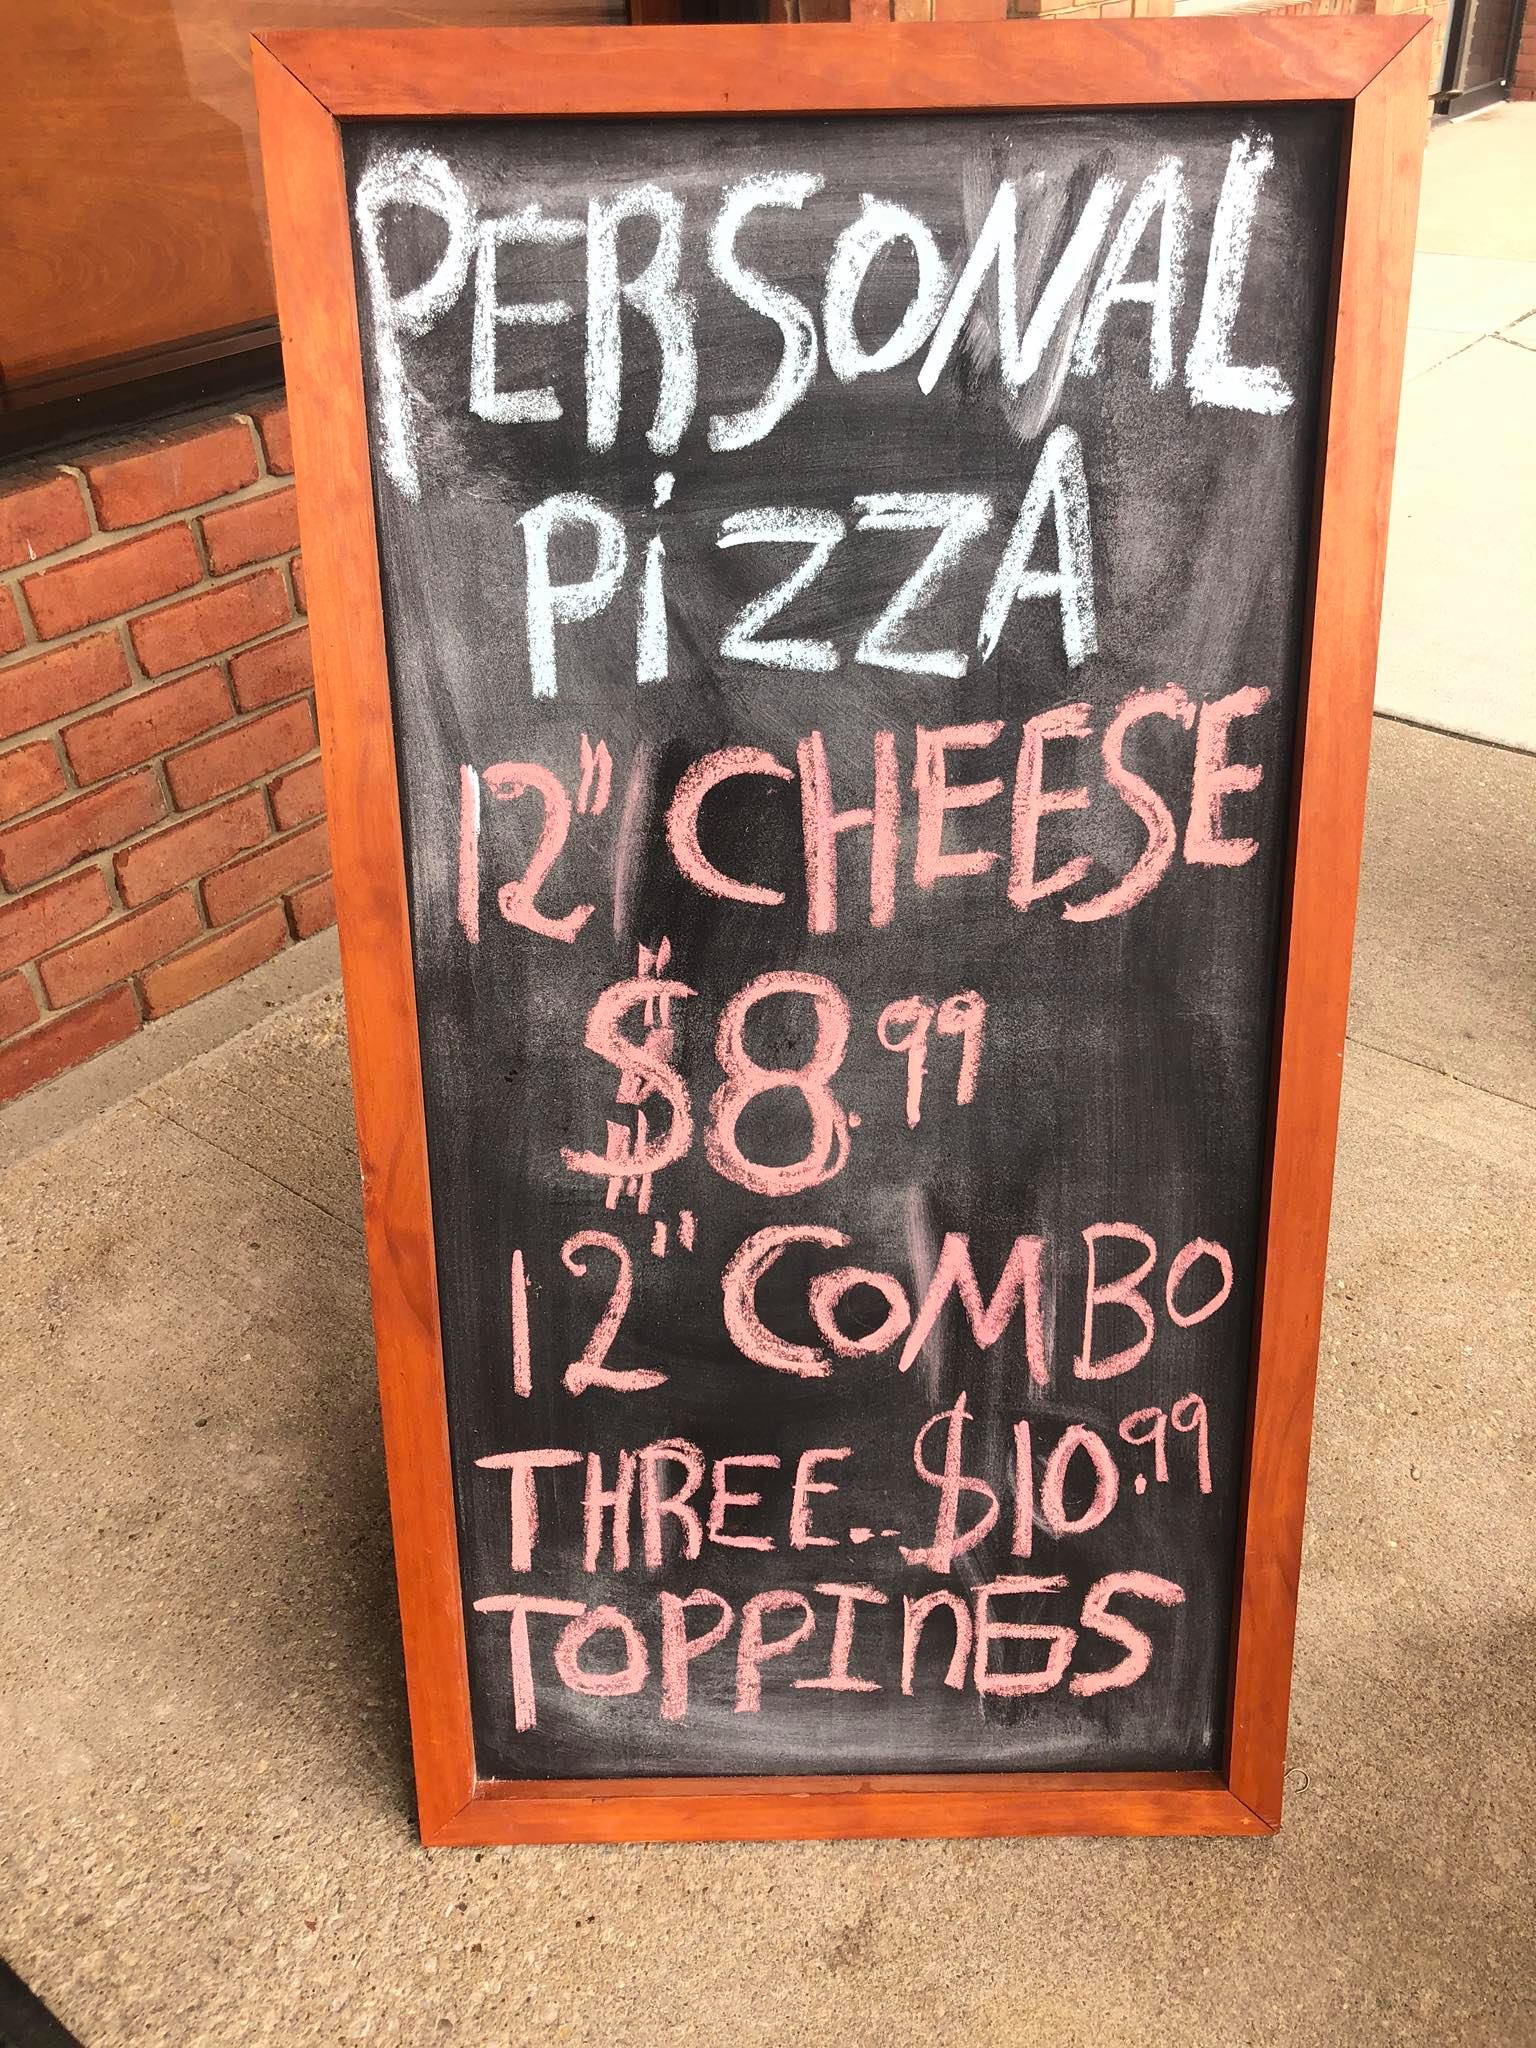 PERSONAL
PiZZA
12" CHEESE
$8.99
12" COMBO
THREE... $10.99
TOPPINGS